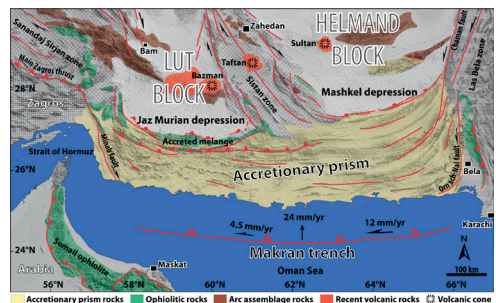 Zahedan
HELMAND
BLOCK
Sanandaj Sirjan zone
Bam
Sultan
Chaman fault
Main Zagros thrust
LUT
BLOCK
Taftan
Bazman
Sistan zone
Las Bela zone
28°N
Mashkel depression
Zagros
Jaz Murian depression
Strait of Hormuz
Minab fault
Accreted melange
Accretionary prism
Ornach-Nal fault
26°N
Bela
24 mm/yr
4.5 mm/yr
12 mm/yr
Karachi
Semail ophiolite
Makran trench
N
24°N
Maskat
Oman Sea
100 km
Arabia
56°E
58°E
60°E
62°E
64°E
66°E
Accretionary prism rocks
Ophiolitic rocks
Arc assemblage rocks
Recent volcanic rocks
Volcanic cone